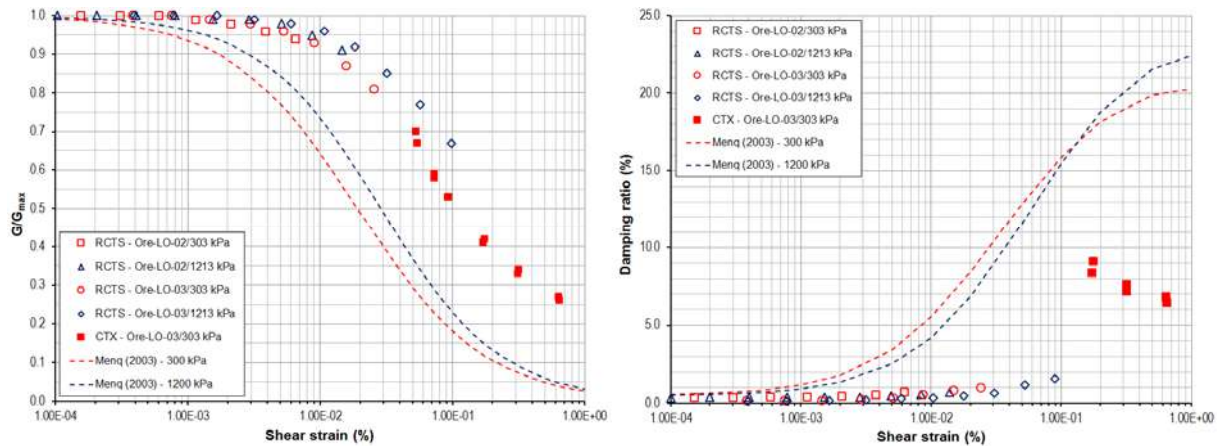 1.0
0.9
0.8
0.7
0.6
0.5
0.4
0.3
0.2
0.1
0.0
G/Gmax
RCTS - Ore-LO-02/303 kPa
RCTS - Ore-LO-02/1213 kPa
RCTS - Ore-LO-03/303 kPa
RCTS - Ore-LO-03/1213 kPa
CTX - Ore-LO-03/303 kPa
Menq (2003) - 300 kPa
Menq (2003) - 1200 kPa
1.00E-04 1.00E-03 1.00E-02 1.00E-01 1.00E+00
Shear strain (%)
25.0
20.0
15.0
10.0
5.0
0.0
Damping ratio (%)
RCTS - Ore-LO-02/303 kPa
RCTS - Ore-LO-02/1213 kPa
RCTS - Ore-LO-03/303 kPa
RCTS - Ore-LO-03/1213 kPa
CTX - Ore-LO-03/303 kPa
Menq (2003) - 300 kPa
Menq (2003) - 1200 kPa
1.00E-04 1.00E-03 1.00E-02 1.00E-01 1.00E+00
Shear strain (%)